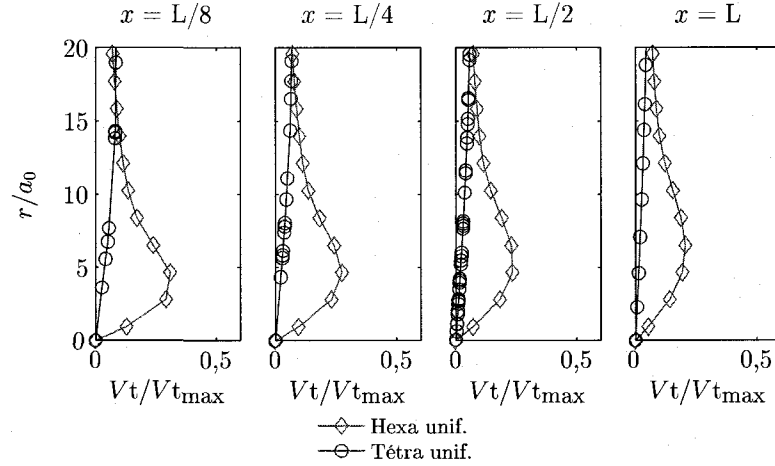 x = L/8 x = L/4 x = L/2 x = L
20
15
10
5
0
r/a0
0 0,5 0 0,5 0 0,5 0 0,5
Vt/Vtmax Vt/Vtmax Vt/Vtmax Vt/Vtmax
Hexa unif.
Tétra unif.